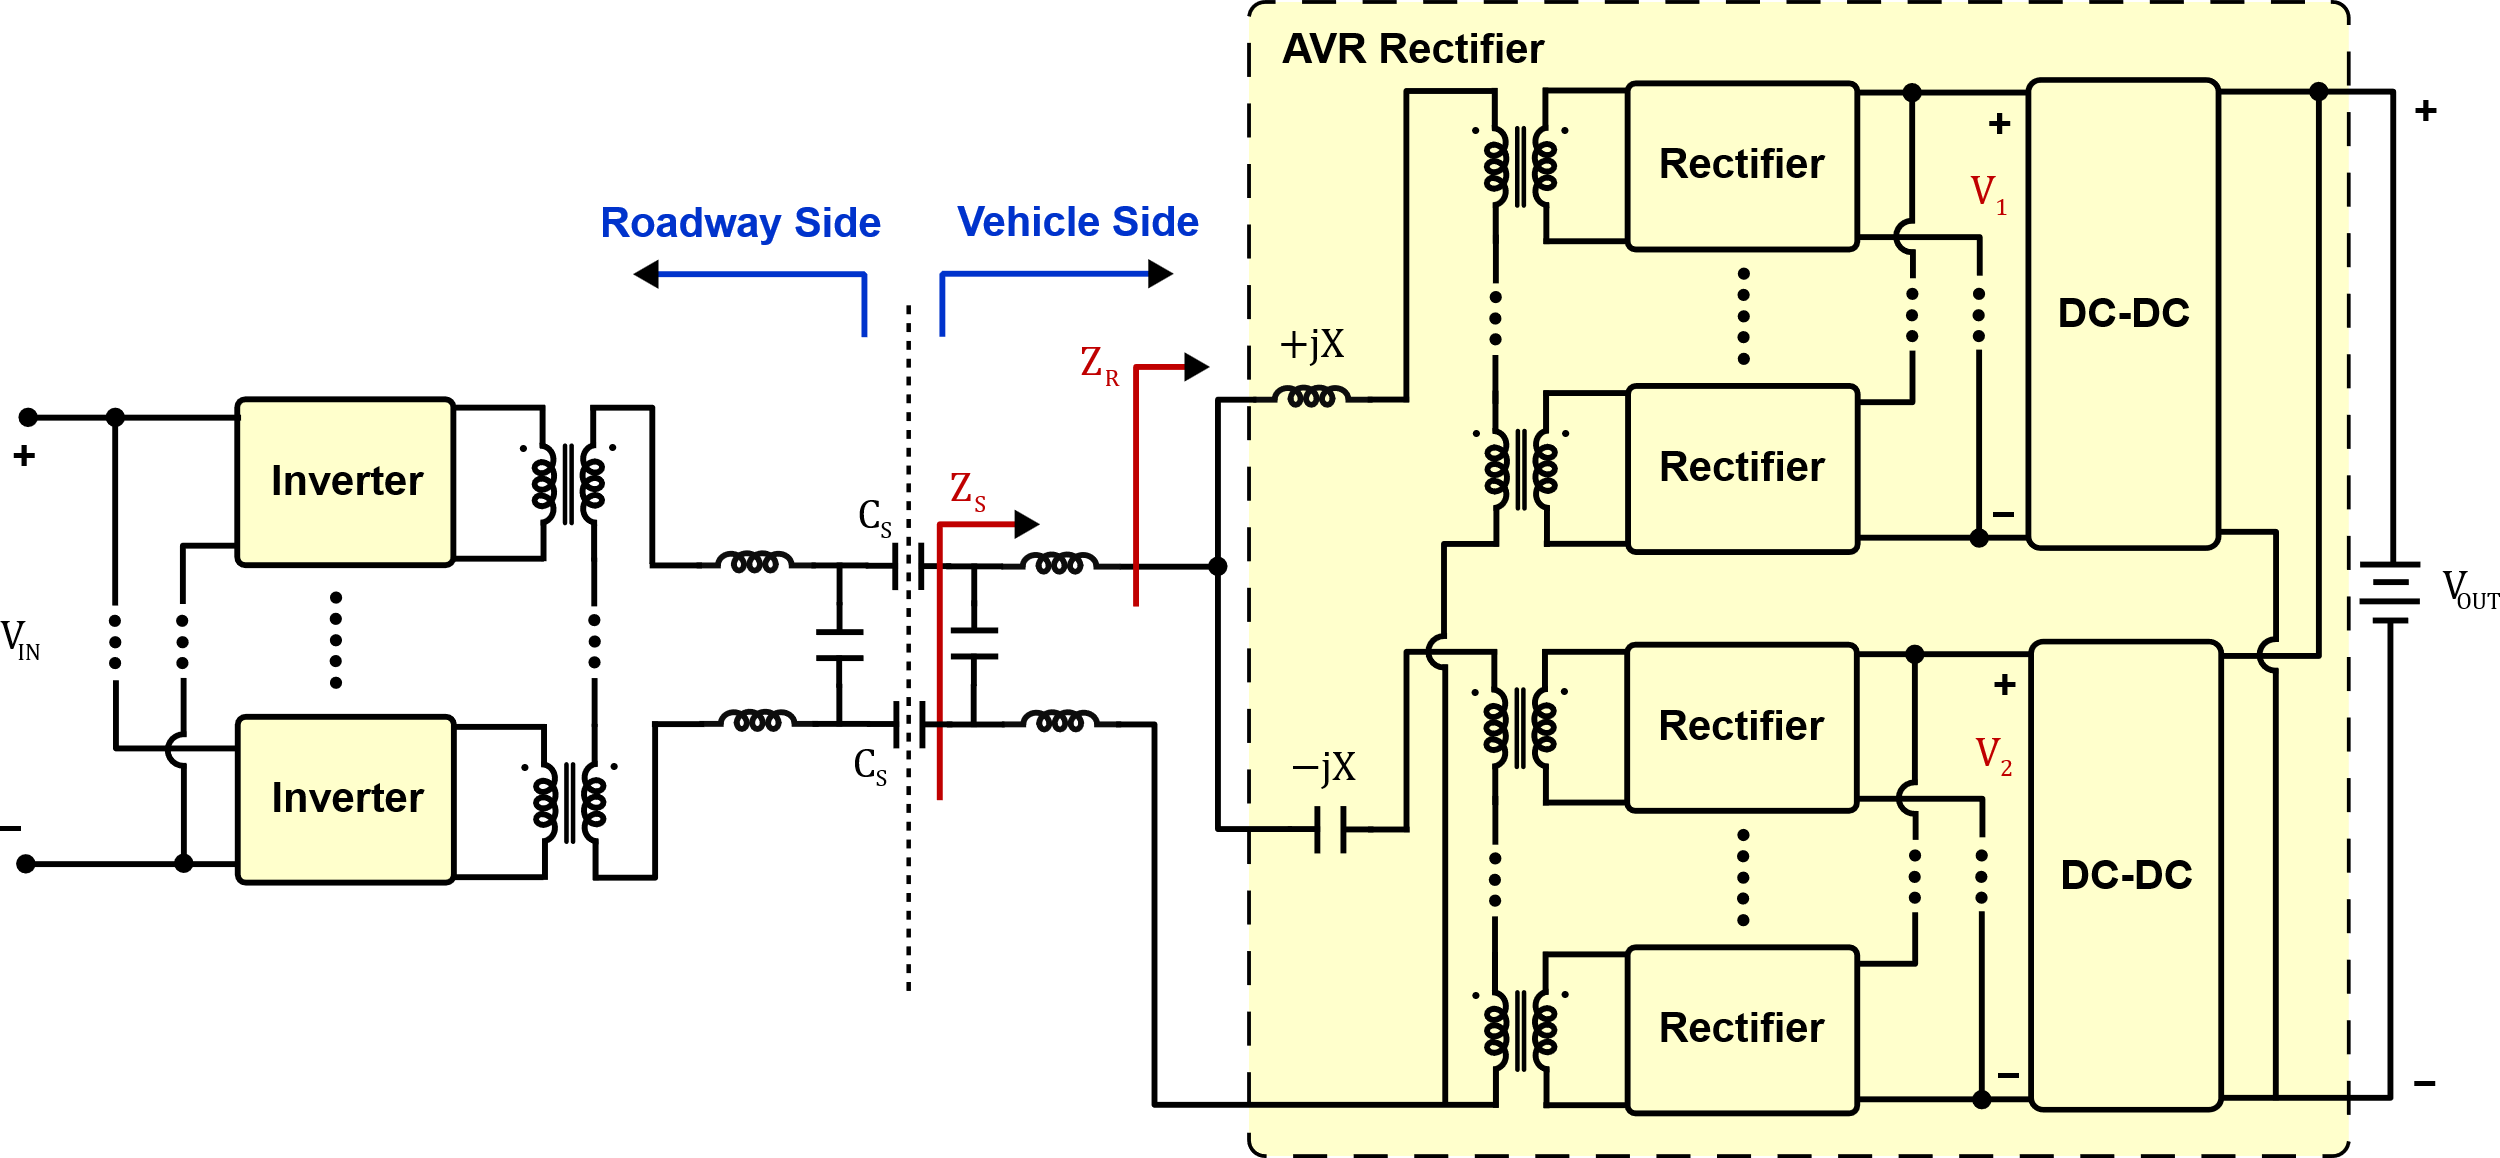 AVR Rectifier
Roadway Side
Vehicle Side
Rectifier
+
V1
DC-DC
+
+jX
ZR
Rectifier
−
+
Inverter
CS
ZS
VIN
VOUT
Rectifier
+
V2
CS
−jX
DC-DC
−
Inverter
Rectifier
−
−